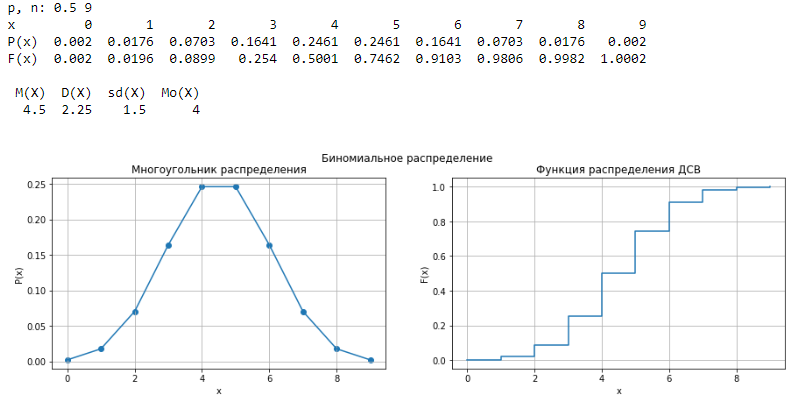 p, n: 0.5 9
x 0 1 2 3 4 5 6 7 8 9
P(x) 0.002 0.0176 0.0703 0.1641 0.2461 0.2461 0.1641 0.0703 0.0176 0.002
F(x) 0.002 0.0196 0.0899 0.254 0.5001 0.7462 0.9103 0.9806 0.9982 1.0002
M(X) D(X) sd(X) Mo(X)
4.5 2.25 1.5 4
Биномиальное распределение
Многоугольник распределения
0.25
0.20
0.15
0.10
0.05
0.00
P(x)
0 2 4 6 8
x
Функция распределения ДСВ
1.0
0.8
0.6
0.4
0.2
0.0
F(x)
0 2 4 6 8
x